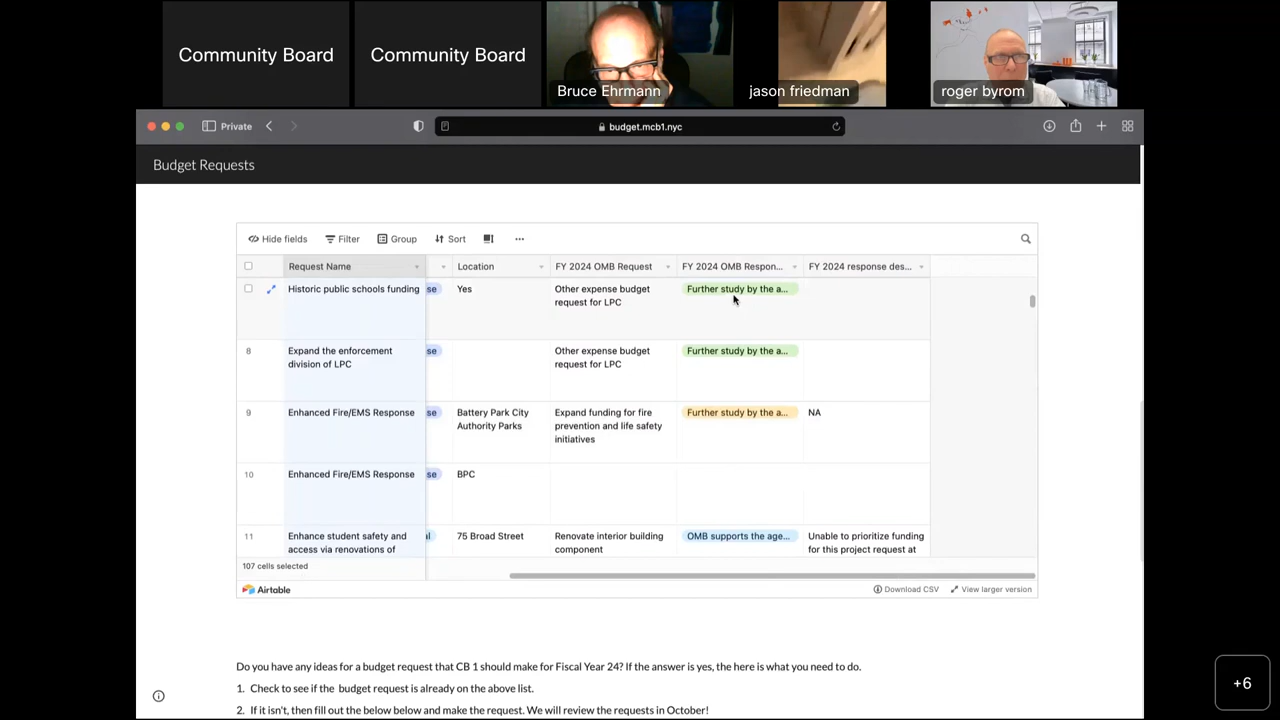 Community Board
Community Board
Bruce Ehrmann
jason friedman
roger byrom
Private
budget.mcb1.nyc
Budget Requests
Hide fields
Filter
Group
Sort
Request Name
Location
FY 2024 OMB Request
FY 2024 OMB Respon...
FY 2024 response des...
Historic public schools funding
se
Yes
Other expense budget
request for LPC
Further study by the a...
8
Expand the enforcement
division of LPC
se
Other expense budget
request for LPC
Further study by the a...
9
Enhanced Fire/EMS Response
se
Battery Park City
Authority Parks
Expand funding for fire
prevention and life safety
initiatives
Further study by the a...
NA
10
Enhanced Fire/EMS Response
se
BPC
11
Enhance student safety and
access via renovations of
al
75 Broad Street
Renovate interior building
component
OMB supports the age...
Unable to prioritize funding
for this project request at
107 cells selected
Airtable
Download CSV
View larger version
Do you have any ideas for a budget request that CB 1 should make for Fiscal Year 24? If the answer is yes, the here is what you need to do.
1. Check to see if the budget request is already on the above list.
2. If it isn't, then fill out the below below and make the request. We will review the requests in October!
+6